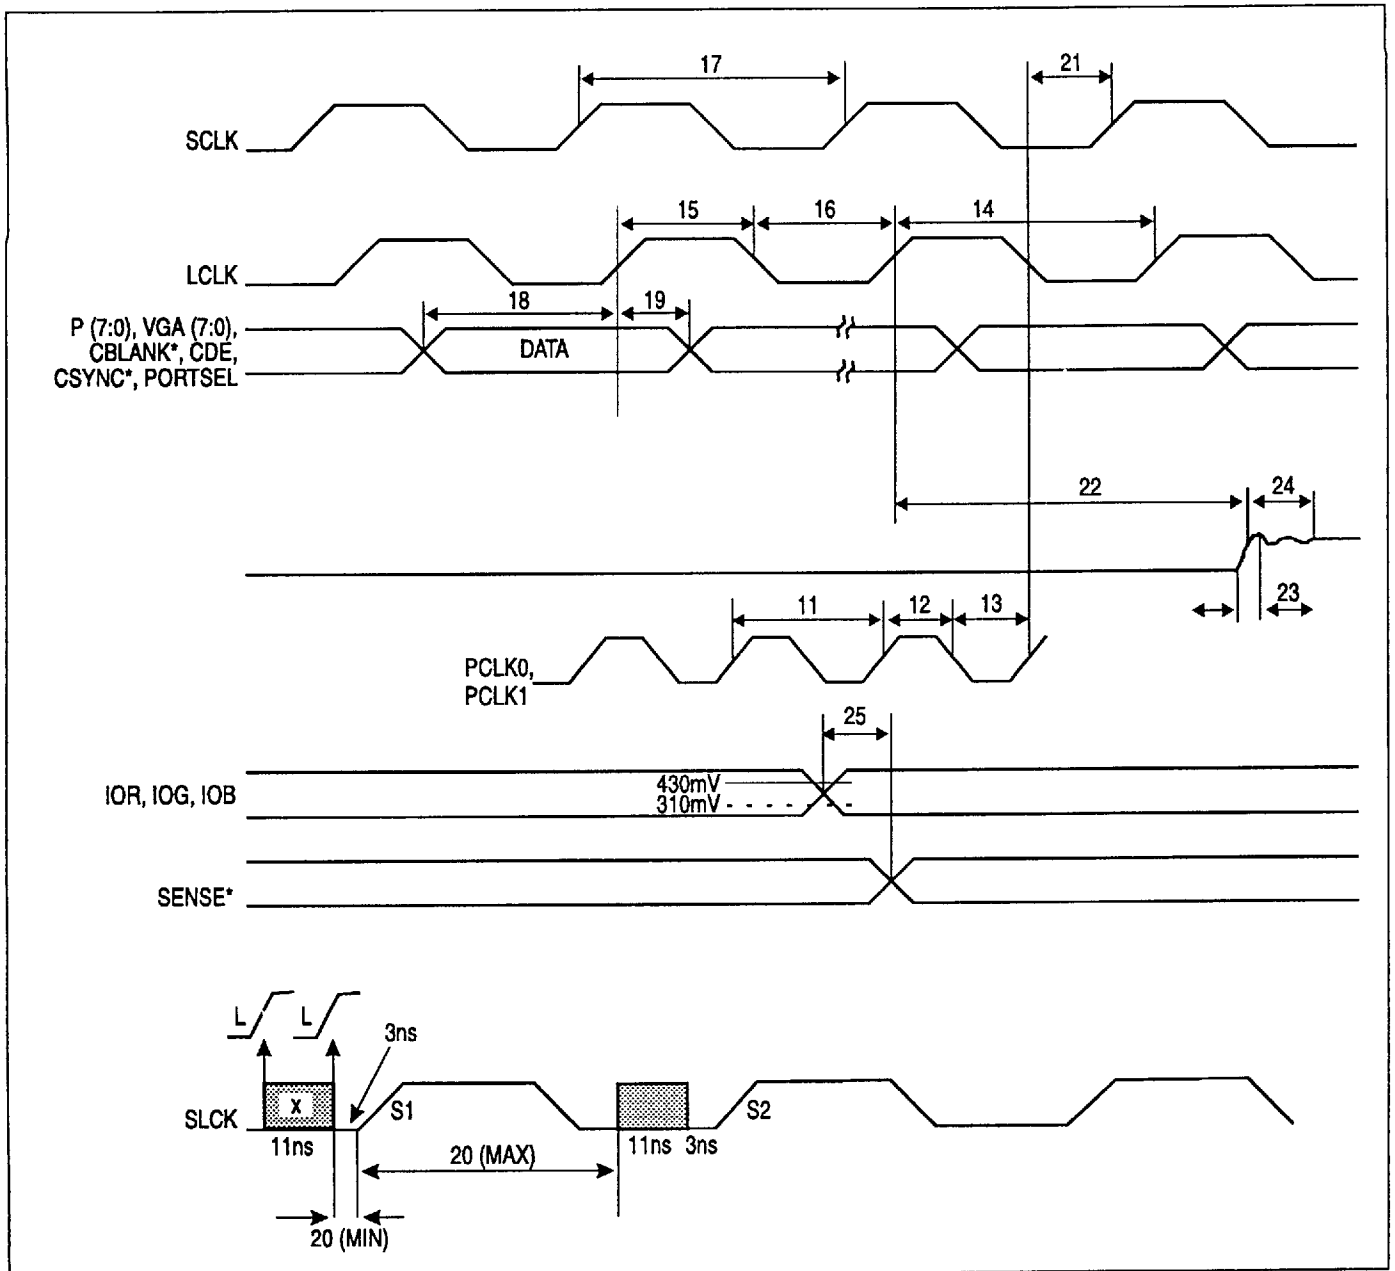 17
21
SCLK
15
16
14
LCLK
18
19
P (7:0), VGA (7:0),
CBLANK*, CDE,
CSYNC*, PORTSEL
DATA
22
24
23
11
12
13
PCLK0,
PCLK1
25
IOR, IOG, IOB
430mV
310mV
SENSE*
L
L
3ns
SLCK
X
S1
S2
11ns
11ns 3ns
20 (MAX)
20 (MIN)